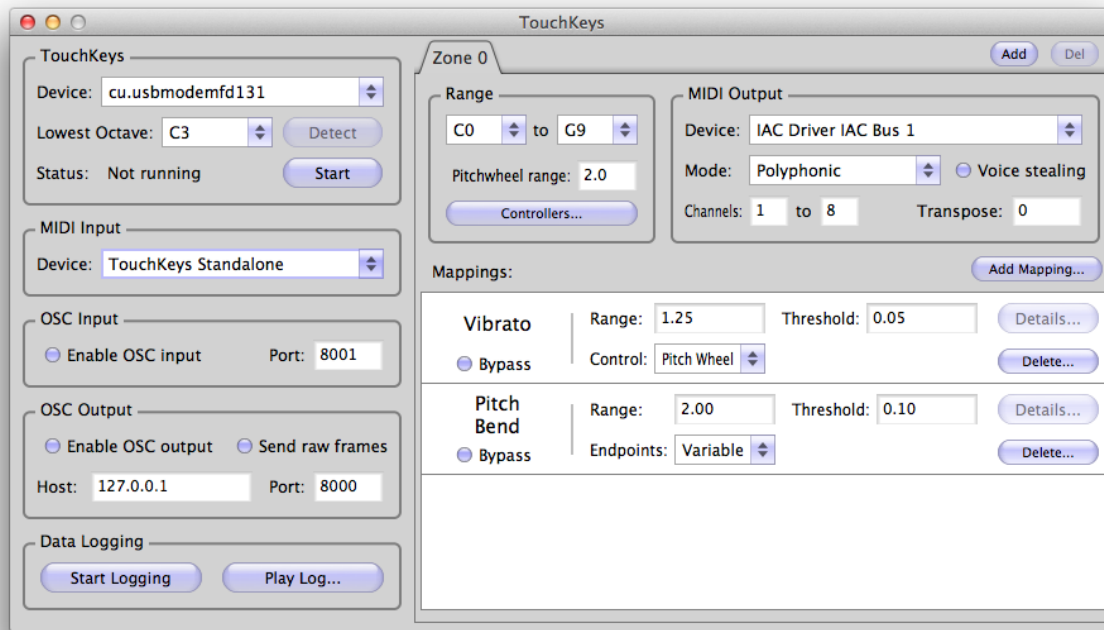 TouchKeys
TouchKeys
Device: cu.usbmodemfd131
Lowest Octave: C3 Detect
Status: Not running Start
MIDI Input
Device: TouchKeys Standalone
OSC Input
Enable OSC input Port: 8001
OSC Output
Enable OSC output Send raw frames
Host: 127.0.0.1 Port: 8000
Data Logging
Start Logging Play Log...
Zone 0 Add Del
Range
C0 to G9
Pitchwheel range: 2.0
Controllers...
MIDI Output
Device: IAC Driver IAC Bus 1
Mode: Polyphonic Voice stealing
Channels: 1 to 8 Transpose: 0
Mappings: Add Mapping...
Vibrato Range: 1.25 Threshold: 0.05 Details...
Bypass Control: Pitch Wheel Delete...
Pitch
Bend Range: 2.00 Threshold: 0.10 Details...
Bypass Endpoints: Variable Delete...